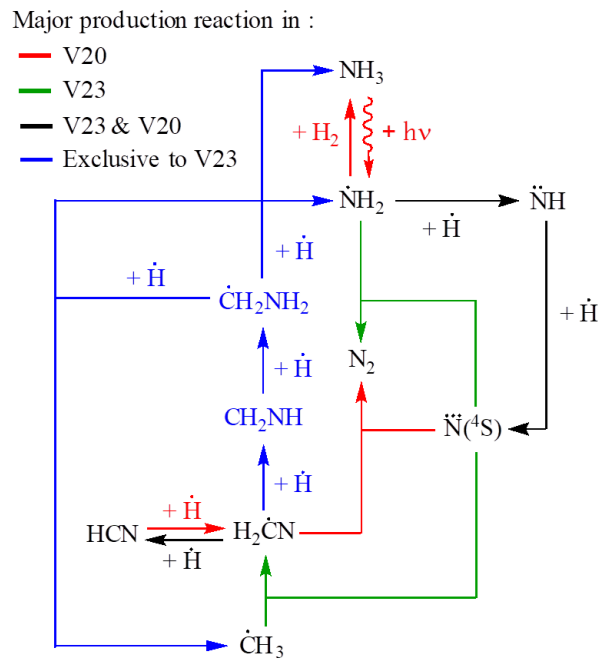 Major production reaction in :
V20
V23
V23 & V20
Exclusive to V23
NH₃
+ H₂
+ hν
ṄH₂
N̈H
+ Ḣ
+ Ḣ
+ Ḣ
ĊH₂NH₂
+ Ḣ
N₂
+ Ḣ
CH₂NH
N⃛(⁴S)
+ Ḣ
+ Ḣ
HCN
H₂ĊN
+ Ḣ
ĊH₃